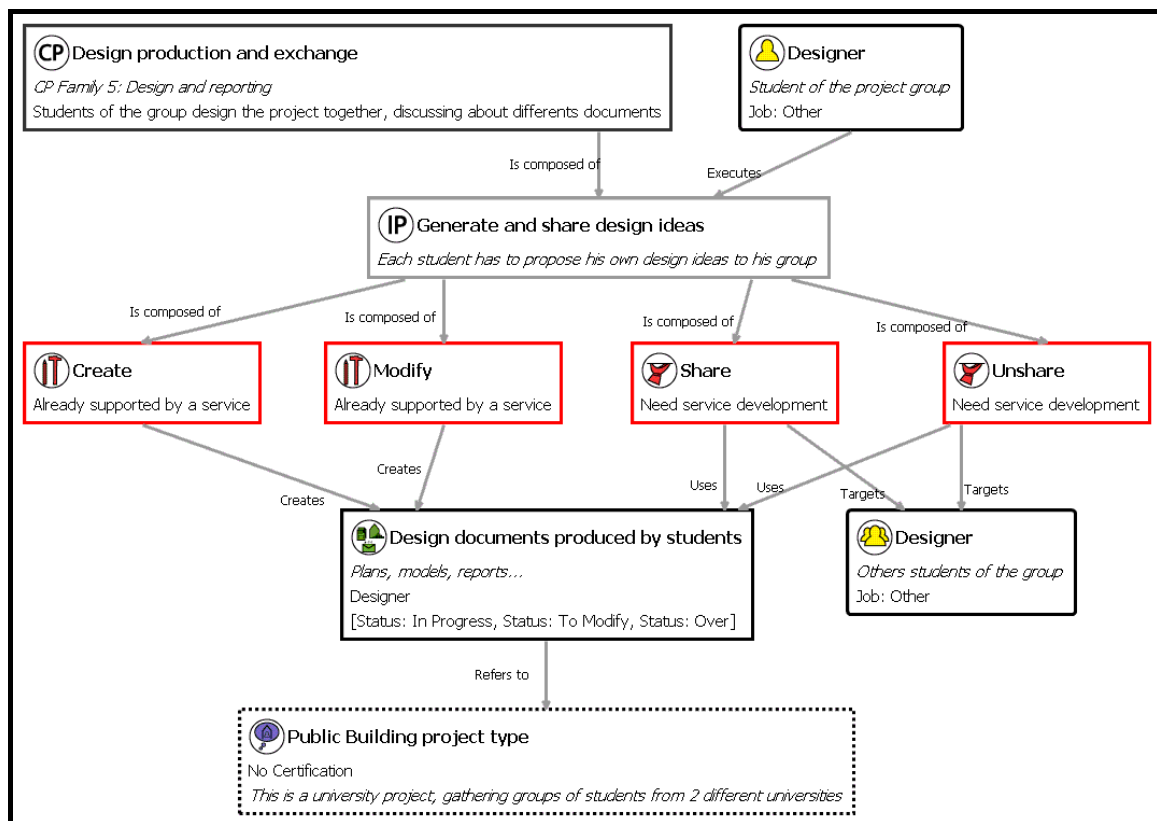 CP Design production and exchange
CP Family 5: Design and reporting
Students of the group design the project together, discussing about differents documents
Designer
Student of the project group
Job: Other
Is composed of
Executes
IP Generate and share design ideas
Each student has to propose his own design ideas to his group
Is composed of
Is composed of
Is composed of
Is composed of
Create
Already supported by a service
Modify
Already supported by a service
Share
Need service development
Unshare
Need service development
Creates
Creates
Uses
Uses
Targets
Targets
Design documents produced by students
Plans, models, reports...
Designer
[Status: In Progress, Status: To Modify, Status: Over]
Designer
Others students of the group
Job: Other
Refers to
Public Building project type
No Certification
This is a university project, gathering groups of students from 2 different universities